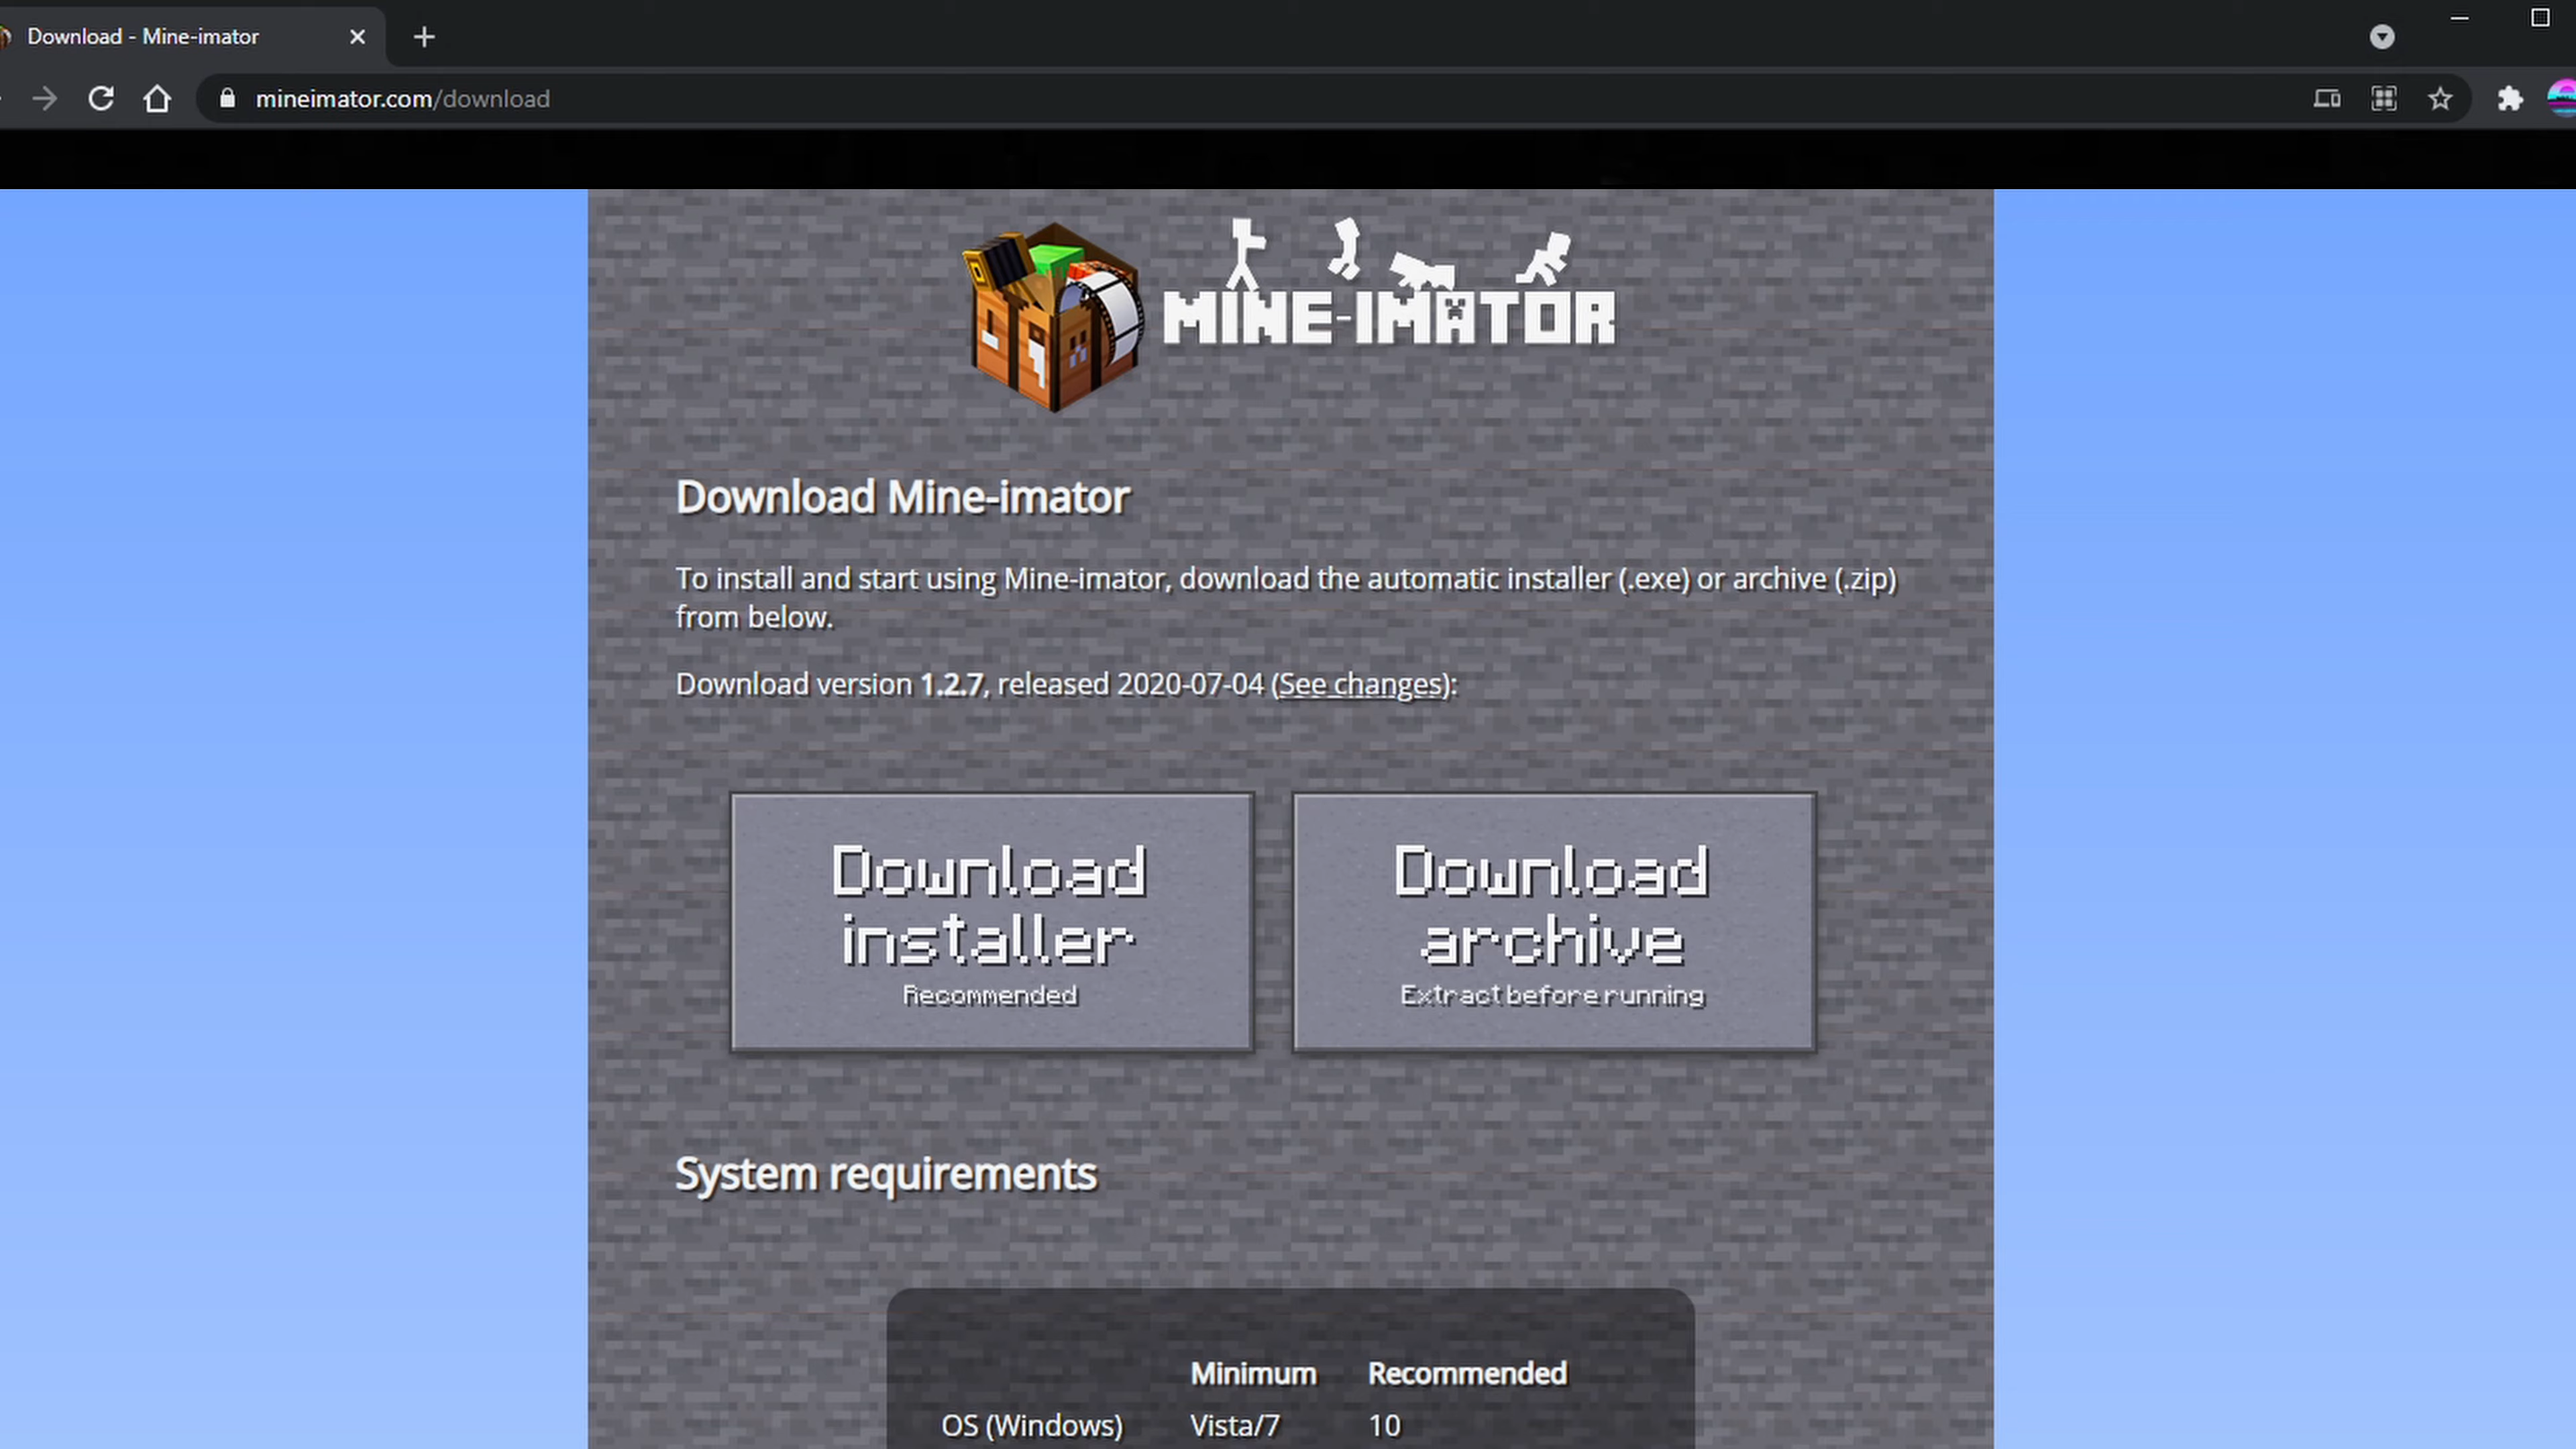 Download - Mine-imator
mineimator.com/download
MINE-IMATOR
Download Mine-imator
To install and start using Mine-imator, download the automatic installer (.exe) or archive (.zip)
from below.
Download version 1.2.7, released 2020-07-04 (See changes):
Download
installer
Recommended
Download
archive
Extract before running
System requirements
Minimum Recommended
OS (Windows) Vista/7 10